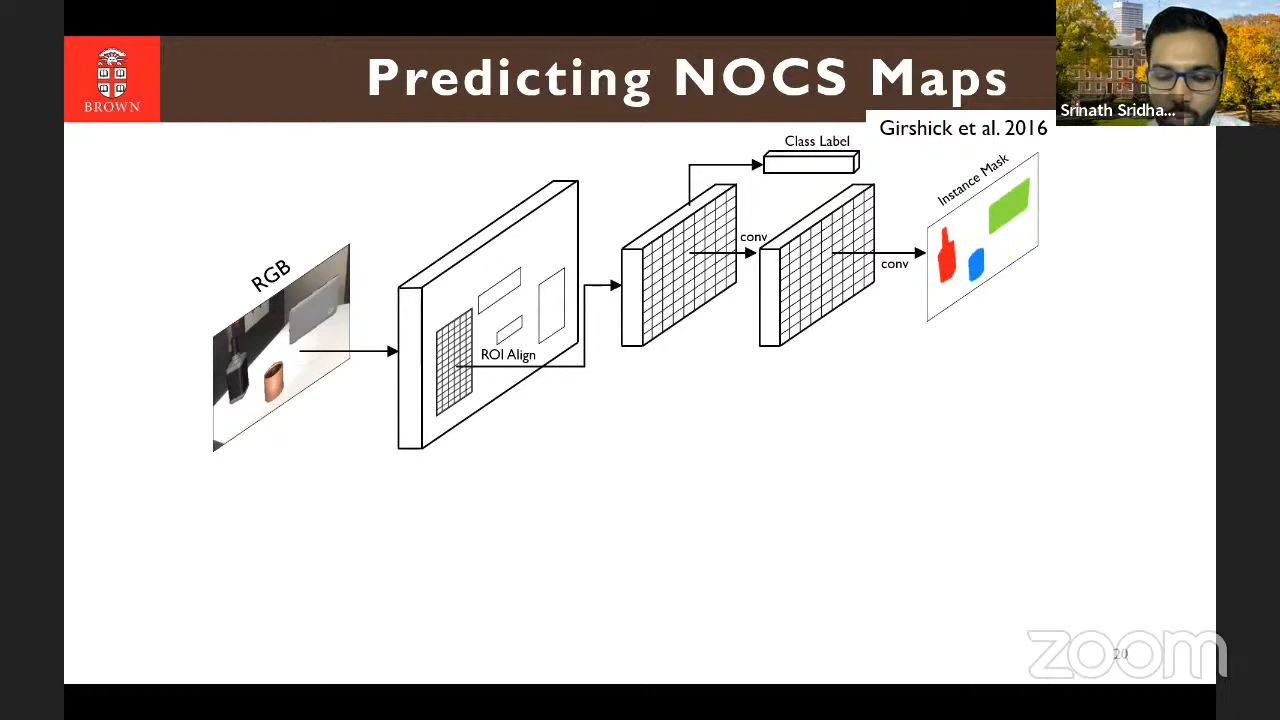 Predicting NOCS Maps
BROWN
Srinath Sridha...
Girshick et al. 2016
Class Label
Instance Mask
conv
conv
RGB
ROI Align
20
zoom